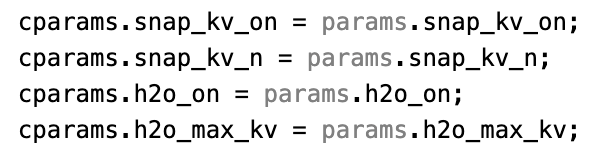 cparams.snap_kv_on = params.snap_kv_on;
cparams.snap_kv_n = params.snap_kv_n;
cparams.h2o_on = params.h2o_on;
cparams.h2o_max_kv = params.h2o_max_kv;